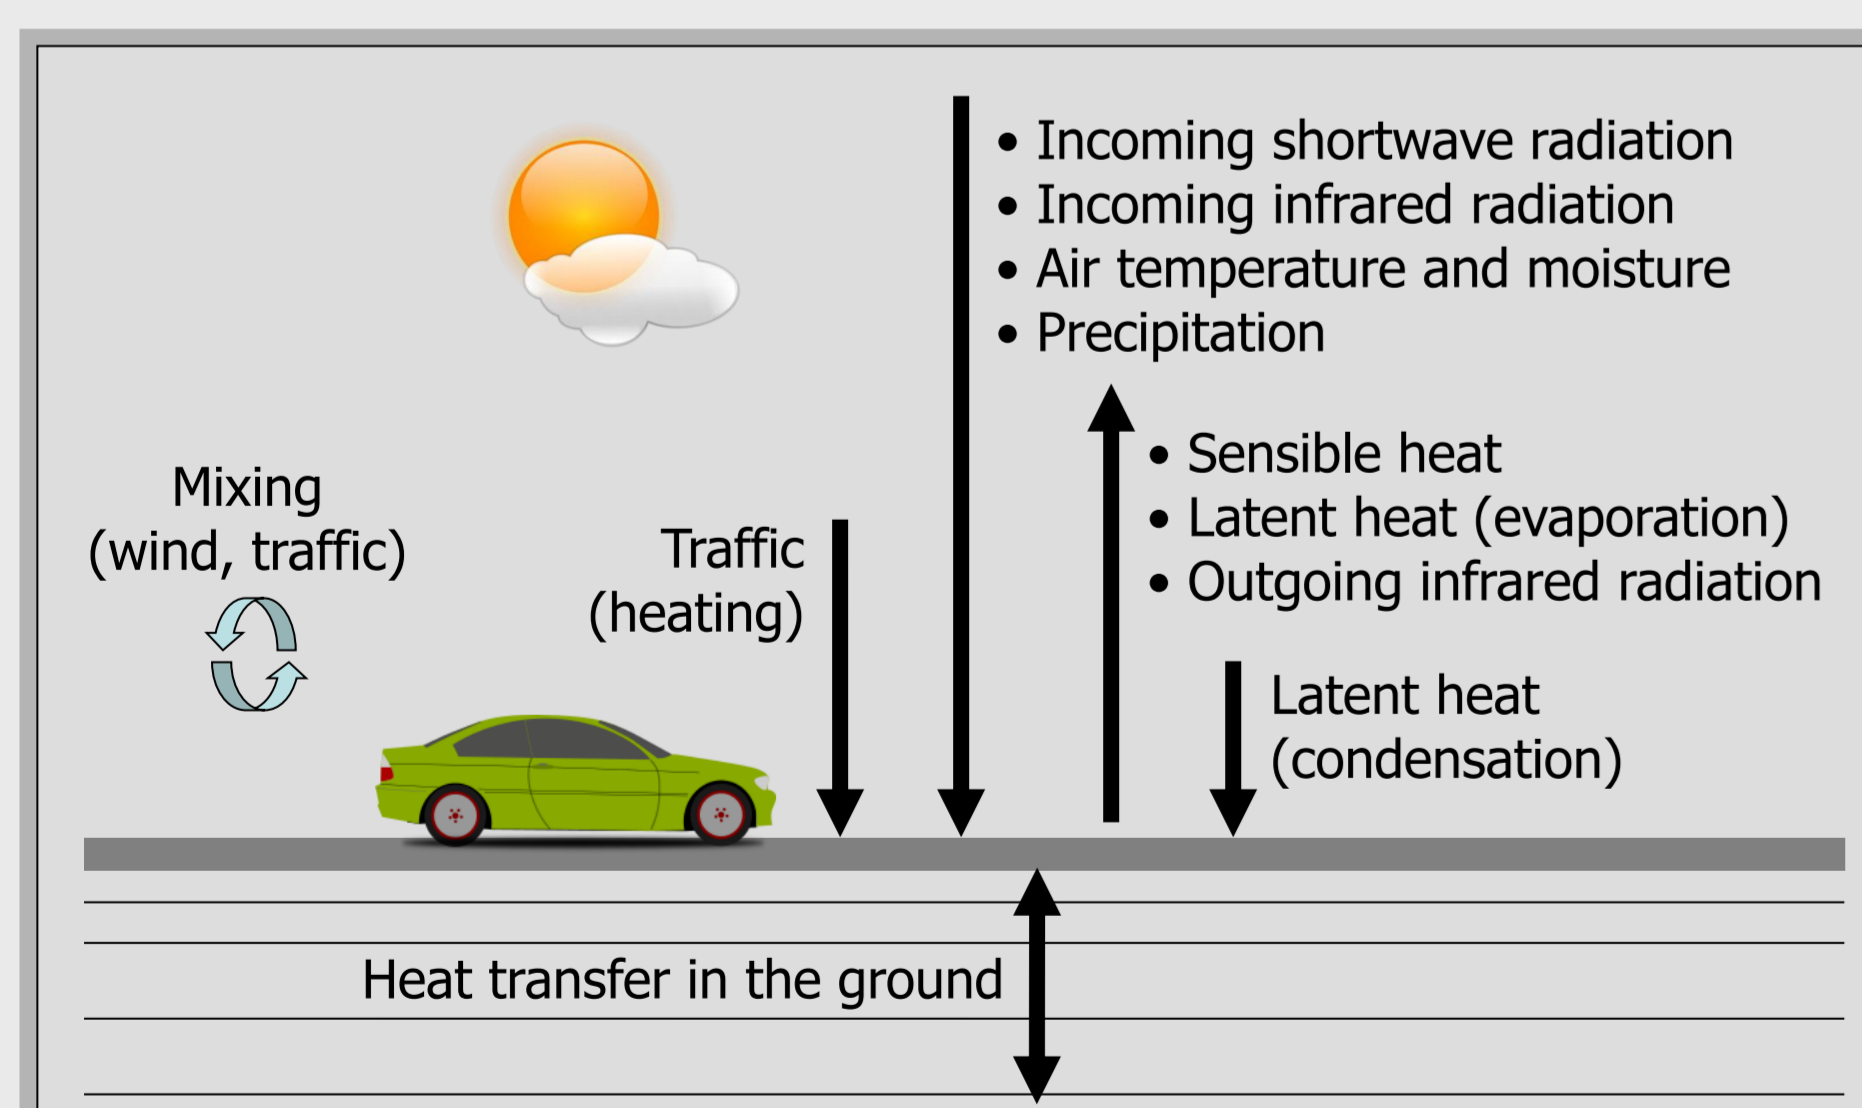 • Incoming shortwave radiation
• Incoming infrared radiation
• Air temperature and moisture
• Precipitation
• Sensible heat
• Latent heat (evaporation)
• Outgoing infrared radiation
Mixing
(wind, traffic)
Traffic
(heating)
Latent heat
(condensation)
Heat transfer in the ground